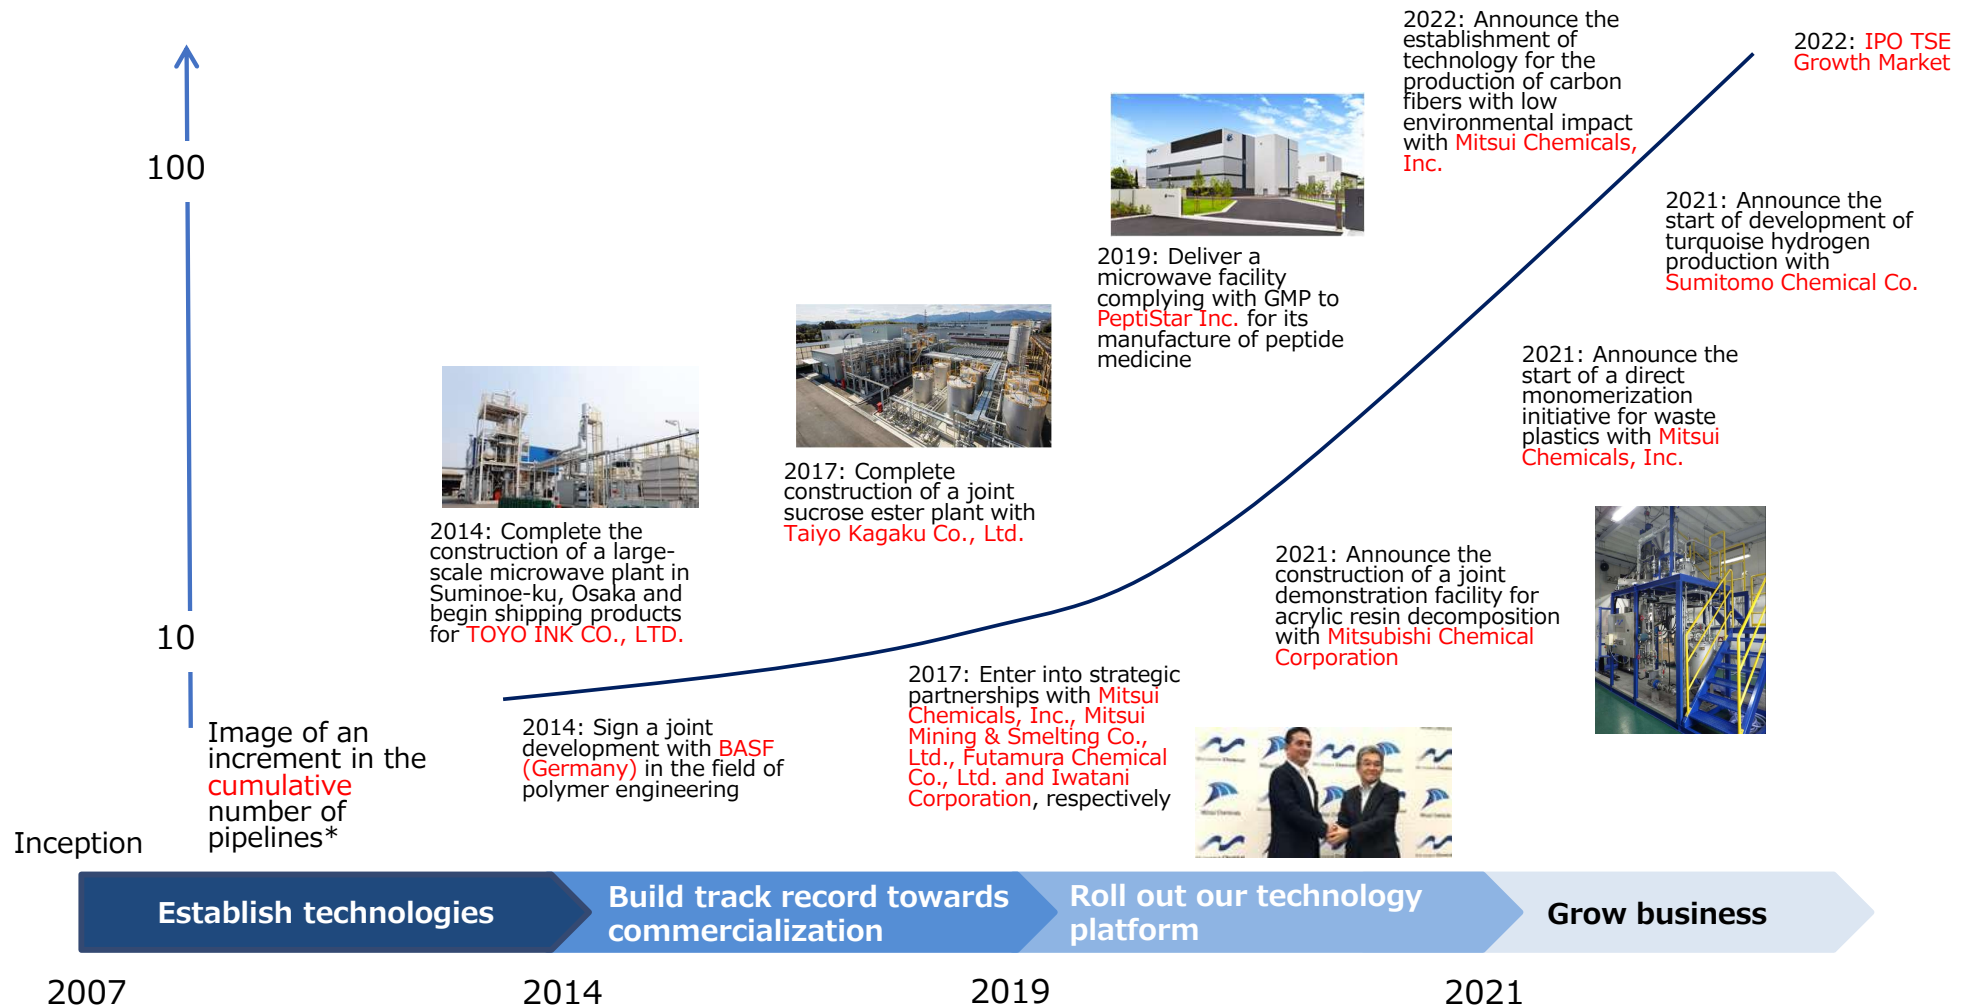 2022: Announce the
establishment of
technology for the
production of carbon
fibers with low
environmental impact
with Mitsui Chemicals,
Inc.
2022: IPO TSE
Growth Market
100
2021: Announce the
start of development of
turquoise hydrogen
production with
Sumitomo Chemical Co.
2019: Deliver a
microwave facility
complying with GMP to
PeptiStar Inc. for its
manufacture of peptide
medicine
2021: Announce the
start of a direct
monomerization
initiative for waste
plastics with Mitsui
Chemicals, Inc.
2017: Complete
construction of a joint
sucrose ester plant with
Taiyo Kagaku Co., Ltd.
2014: Complete the
construction of a large-
scale microwave plant in
Suminoe-ku, Osaka and
begin shipping products
for TOYO INK CO., LTD.
2021: Announce the
construction of a joint
demonstration facility for
acrylic resin decomposition
with Mitsubishi Chemical
Corporation
10
2017: Enter into strategic
partnerships with Mitsui
Chemicals, Inc., Mitsui
Mining & Smelting Co.,
Ltd., Futamura Chemical
Co., Ltd. and Iwatani
Corporation, respectively
2014: Sign a joint
development with BASF
(Germany) in the field of
polymer engineering
Image of an
increment in the
cumulative
number of
pipelines*
Inception
Establish technologies
Build track record towards
commercialization
Roll out our technology
platform
Grow business
2007
2014
2019
2021